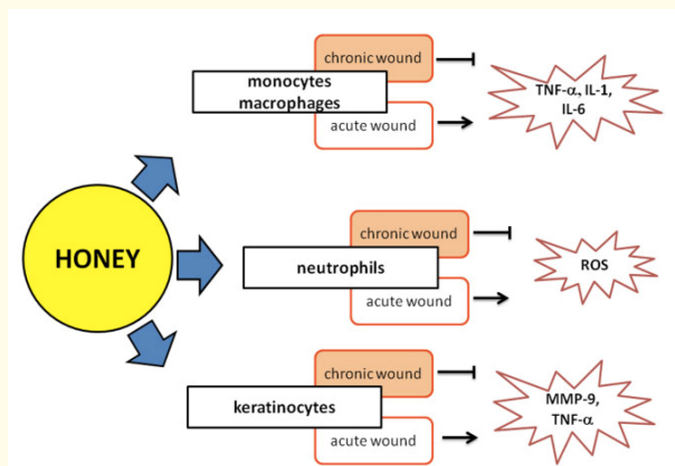 chronic wound
monocytes
macrophages
acute wound
TNF-α, IL-1,
IL-6
HONEY
chronic wound
neutrophils
acute wound
ROS
chronic wound
keratinocytes
acute wound
MMP-9,
TNF-α